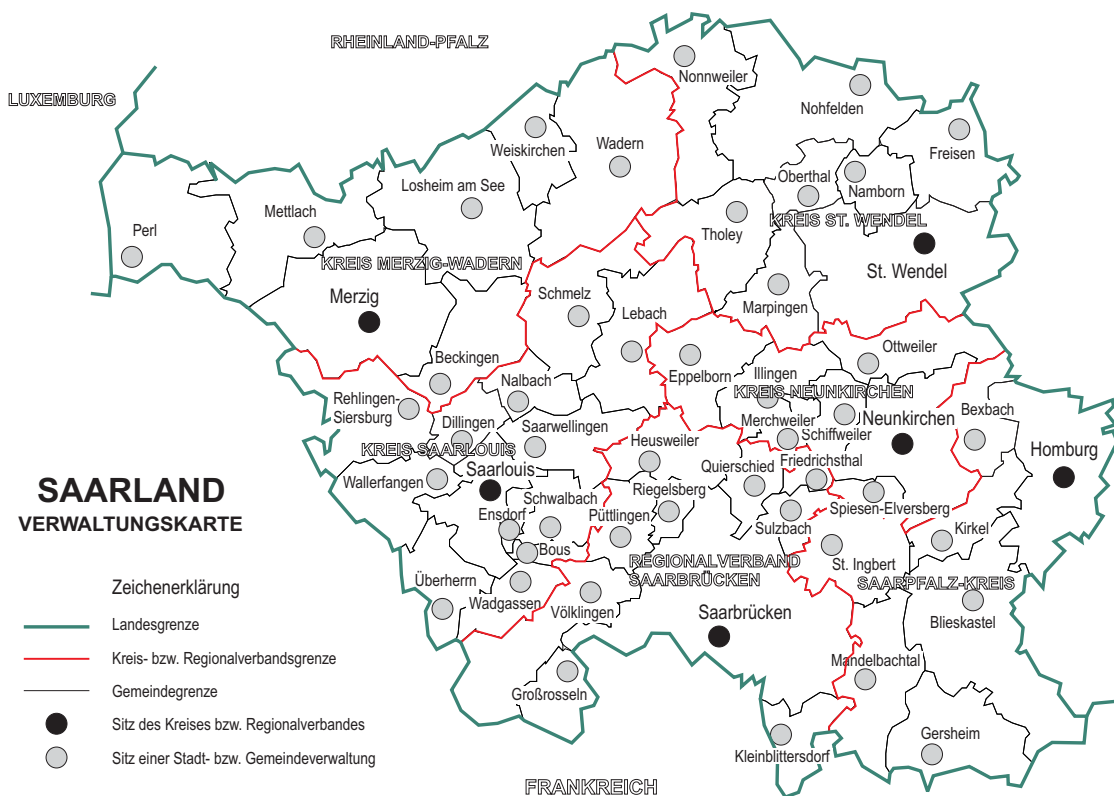 RHEINLAND-PFALZ
LUXEMBURG
Nonnweiler
Nohfelden
Weiskirchen
Wadern
Freisen
Losheim am See
Oberthal
Namborn
Mettlach
Perl
Tholey
KREIS ST. WENDEL
KREIS MERZIG-WADERN
St. Wendel
Merzig
Schmelz
Marpingen
Lebach
Ottweiler
Beckingen
Eppelborn
Illingen
Nalbach
KREIS NEUNKIRCHEN
Rehlingen-
Siersburg
Dillingen
Saarwellingen
Merchweiler
Schiffweiler
Neunkirchen
Bexbach
Heusweiler
KREIS SAARLOUIS
Homburg
Quierschied
Friedrichsthal
Saarlouis
Wallerfangen
SAARLAND
VERWALTUNGSKARTE
Schwalbach
Riegelsberg
Ensdorf
Püttlingen
Spiesen-Elversberg
Sulzbach
Kirkel
Bous
REGIONALVERBAND
SAARBRÜCKEN
St. Ingbert
SAARPFALZ-KREIS
Überherrn
Wadgassen
Völklingen
Saarbrücken
Blieskastel
Zeichenerklärung
Landesgrenze
Kreis- bzw. Regionalverbandsgrenze
Mandelbachtal
Gemeindegrenze
Großrosseln
Sitz des Kreises bzw. Regionalverbandes
Gersheim
Kleinblittersdorf
Sitz einer Stadt- bzw. Gemeindeverwaltung
FRANKREICH